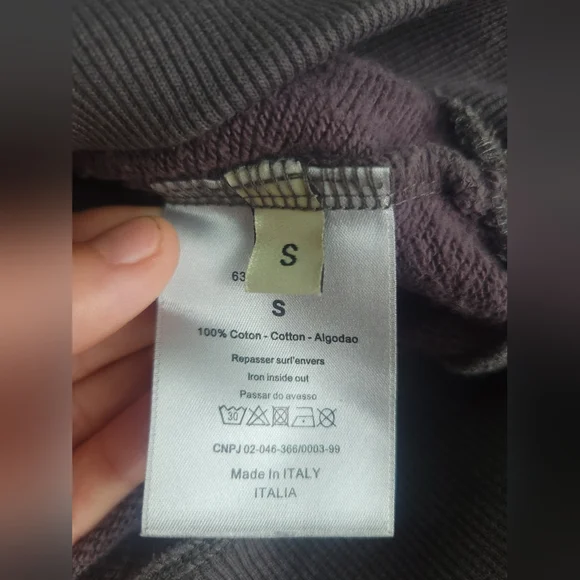 S
63
S
100% Coton - Cotton - Algodao
Repasser surl'envers
Iron inside out
Passar do avesso
30
CNPJ 02-046-366/0003-99
Made in ITALY
ITALIA